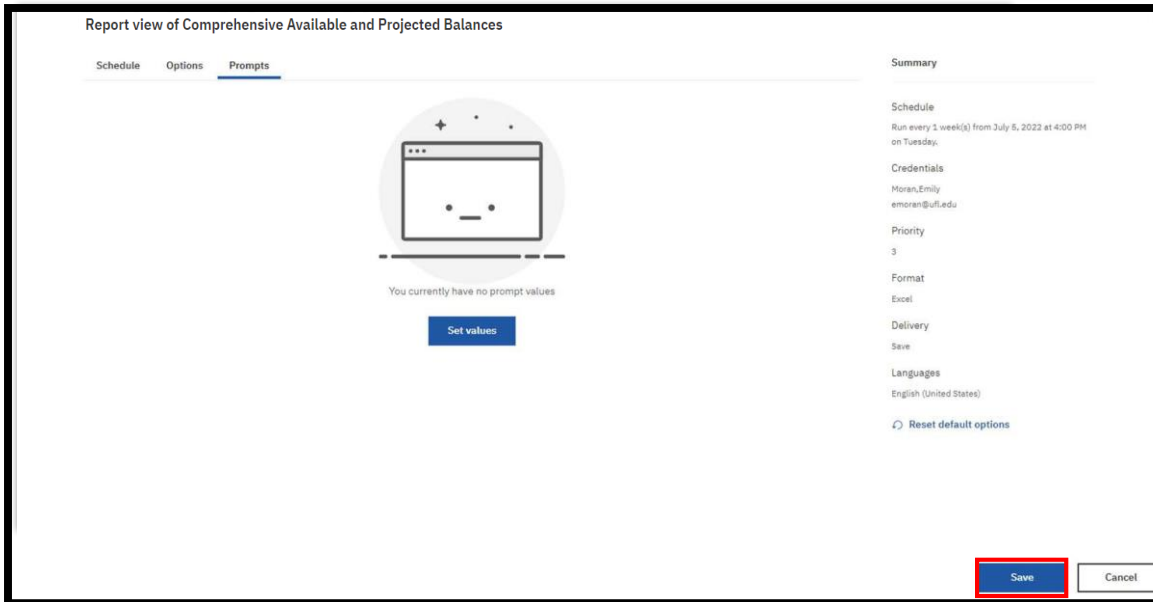 Report view of Comprehensive Available and Projected Balances
Schedule Options Prompts
You currently have no prompt values
Set values
Summary
Schedule
Run every 1 week(s) from July 5, 2022 at 4:00 PM
on Tuesday.
Credentials
Moran,Emily
emoran@ufl.edu
Priority
3
Format
Excel
Delivery
Save
Languages
English (United States)
Reset default options
Save Cancel